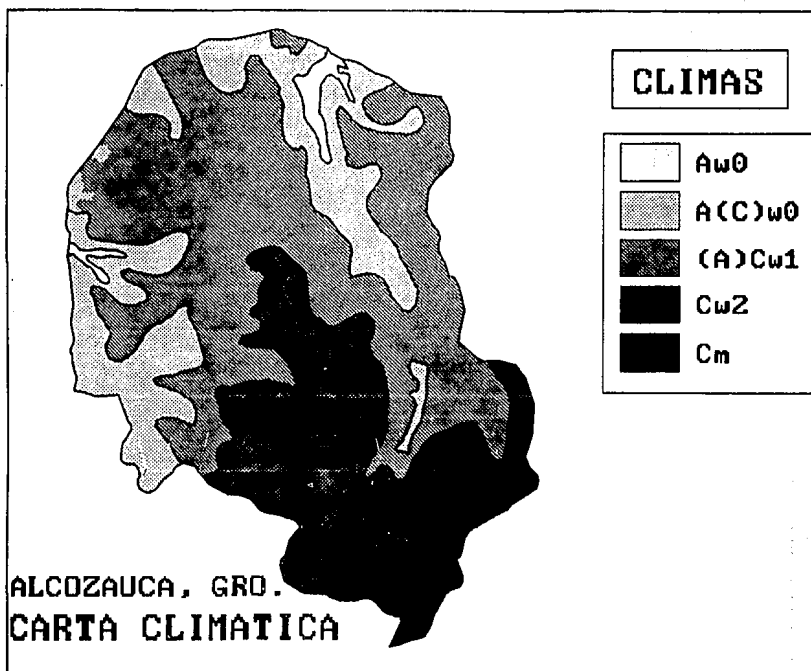 CLIMAS
Aw0
A(C)w0
(A)Cw1
Cw2
Cm
ALCOZAUCA, GRO.
CARTA CLIMATICA